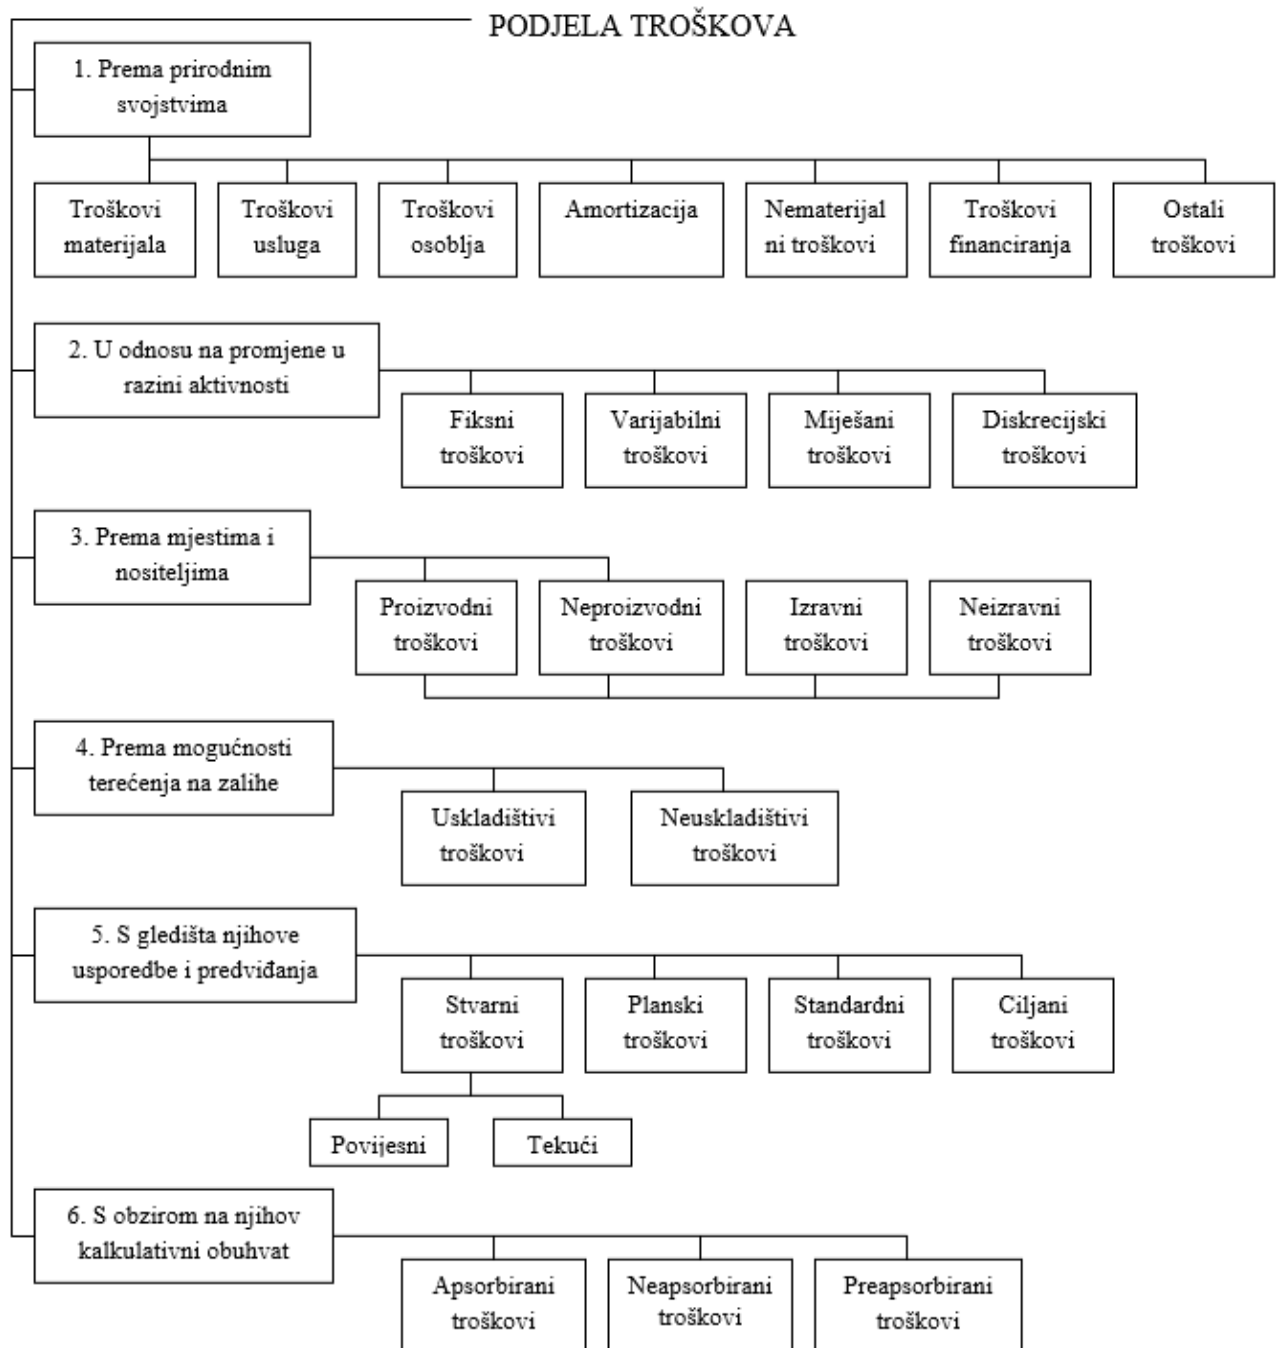 PODJELA TROŠKOVA
1. Prema prirodnim
svojstvima
Troškovi
materijala
Troškovi
usluga
Troškovi
osoblja
Amortizacija
Nematerijal
ni troškovi
Troškovi
financiranja
Ostali
troškovi
2. U odnosu na promjene u
razini aktivnosti
Fiksni
troškovi
Varijabilni
troškovi
Miješani
troškovi
Diskrecijski
troškovi
3. Prema mjestima i
nositeljima
Proizvodni
troškovi
Neproizvodni
troškovi
Izravni
troškovi
Neizravni
troškovi
4. Prema mogućnosti
terećenja na zalihe
Uskladištivi
troškovi
Neuskladištivi
troškovi
5. S gledišta njihove
usporedbe i predviđanja
Stvarni
troškovi
Planski
troškovi
Standardni
troškovi
Ciljani
troškovi
Povijesni
Tekući
6. S obzirom na njihov
kalkulativni obuhvat
Apsorbirani
troškovi
Neapsorbirani
troškovi
Preapsorbirani
troškovi